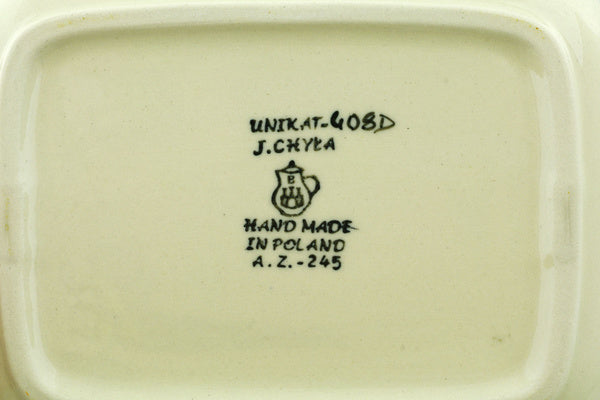 UNIKAT-408D
J.CHYŁA
B
HAND MADE
IN POLAND
A.Z.-245